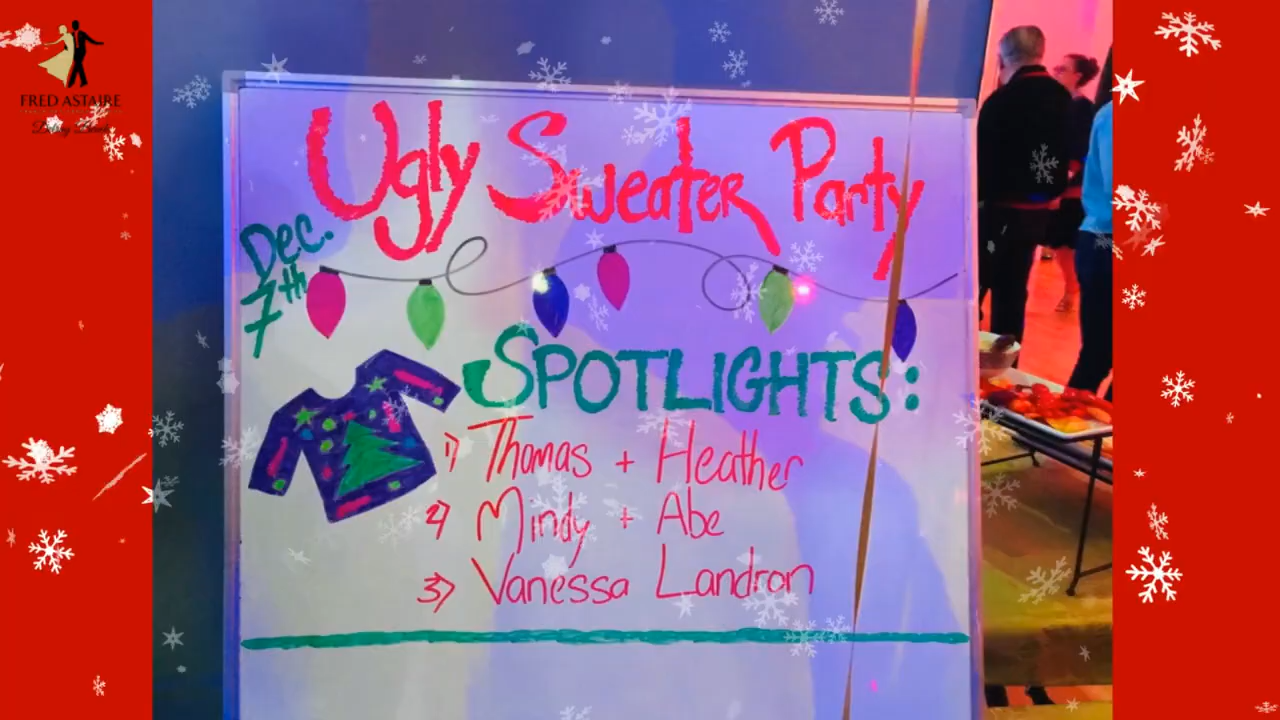 FRED ASTAIRE
Ugly Sweater Party
Dec.
7th
SPOTLIGHTS:
1) Thomas + Heather
2) Mindy + Abe
3) Vanessa Landron